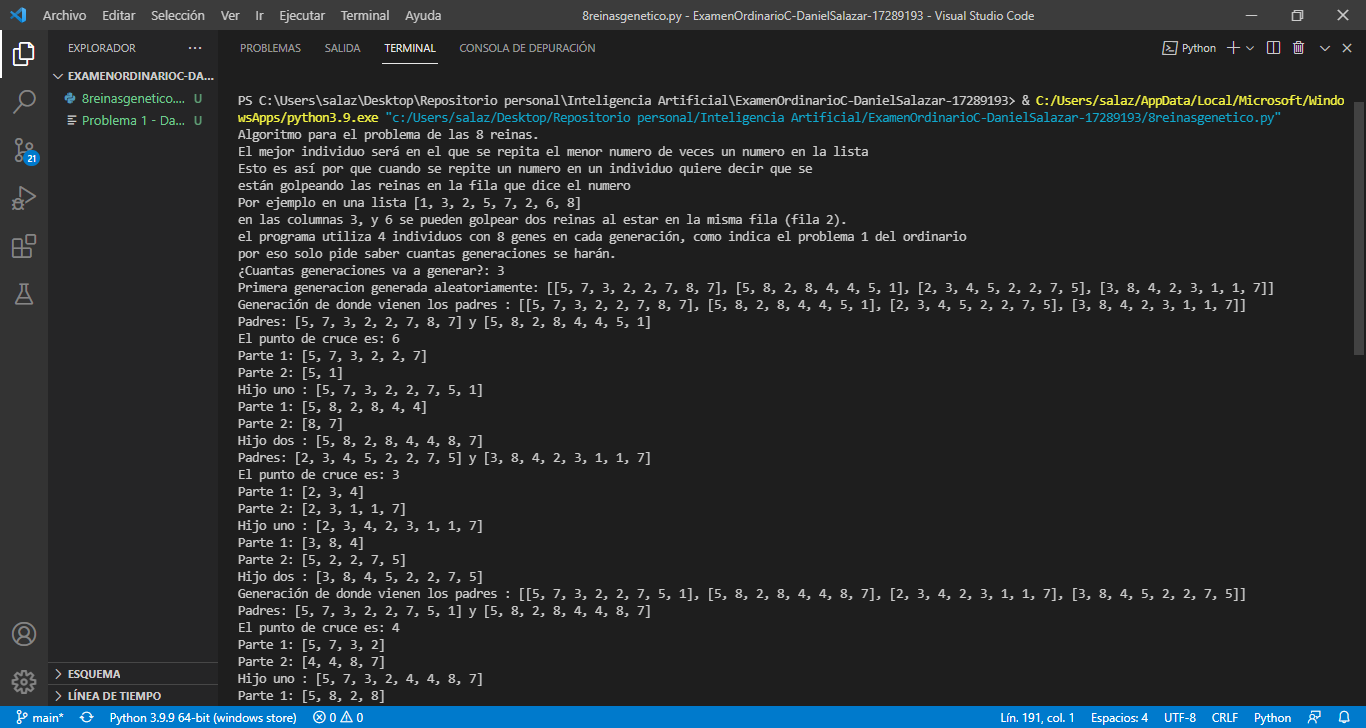 Archivo Editar Selección Ver Ir Ejecutar Terminal Ayuda
8reinasgenetico.py - ExamenOrdinarioC-DanielSalazar-17289193 - Visual Studio Code
EXPLORADOR ...
EXAMENORDINARIOC-DA...
8reinasgenetico.... U
Problema 1 - Da... U
21
ESQUEMA
LÍNEA DE TIEMPO
PROBLEMAS SALIDA TERMINAL CONSOLA DE DEPURACIÓN
Python
PS C:\Users\salaz\Desktop\Repositorio personal\Inteligencia Artificial\ExamenOrdinarioC-DanielSalazar-17289193> & C:/Users/salaz/AppData/Local/Microsoft/Windo
wsApps/python3.9.exe "c:/Users/salaz/Desktop/Repositorio personal/Inteligencia Artificial/ExamenOrdinarioC-DanielSalazar-17289193/8reinasgenetico.py"
Algoritmo para el problema de las 8 reinas.
El mejor individuo será en el que se repita el menor numero de veces un numero en la lista
Esto es así por que cuando se repite un numero en un individuo quiere decir que se
están golpeando las reinas en la fila que dice el numero
Por ejemplo en una lista [1, 3, 2, 5, 7, 2, 6, 8]
en las columnas 3, y 6 se pueden golpear dos reinas al estar en la misma fila (fila 2).
el programa utiliza 4 individuos con 8 genes en cada generación, como indica el problema 1 del ordinario
por eso solo pide saber cuantas generaciones se harán.
¿Cuantas generaciones va a generar?: 3
Primera generacion generada aleatoriamente: [[5, 7, 3, 2, 2, 7, 8, 7], [5, 8, 2, 8, 4, 4, 5, 1], [2, 3, 4, 5, 2, 2, 7, 5], [3, 8, 4, 2, 3, 1, 1, 7]]
Generación de donde vienen los padres : [[5, 7, 3, 2, 2, 7, 8, 7], [5, 8, 2, 8, 4, 4, 5, 1], [2, 3, 4, 5, 2, 2, 7, 5], [3, 8, 4, 2, 3, 1, 1, 7]]
Padres: [5, 7, 3, 2, 2, 7, 8, 7] y [5, 8, 2, 8, 4, 4, 5, 1]
El punto de cruce es: 6
Parte 1: [5, 7, 3, 2, 2, 7]
Parte 2: [5, 1]
Hijo uno : [5, 7, 3, 2, 2, 7, 5, 1]
Parte 1: [5, 8, 2, 8, 4, 4]
Parte 2: [8, 7]
Hijo dos : [5, 8, 2, 8, 4, 4, 8, 7]
Padres: [2, 3, 4, 5, 2, 2, 7, 5] y [3, 8, 4, 2, 3, 1, 1, 7]
El punto de cruce es: 3
Parte 1: [2, 3, 4]
Parte 2: [2, 3, 1, 1, 7]
Hijo uno : [2, 3, 4, 2, 3, 1, 1, 7]
Parte 1: [3, 8, 4]
Parte 2: [5, 2, 2, 7, 5]
Hijo dos : [3, 8, 4, 5, 2, 2, 7, 5]
Generación de donde vienen los padres : [[5, 7, 3, 2, 2, 7, 5, 1], [5, 8, 2, 8, 4, 4, 8, 7], [2, 3, 4, 2, 3, 1, 1, 7], [3, 8, 4, 5, 2, 2, 7, 5]]
Padres: [5, 7, 3, 2, 2, 7, 5, 1] y [5, 8, 2, 8, 4, 4, 8, 7]
El punto de cruce es: 4
Parte 1: [5, 7, 3, 2]
Parte 2: [4, 4, 8, 7]
Hijo uno : [5, 7, 3, 2, 4, 4, 8, 7]
Parte 1: [5, 8, 2, 8]
main* Python 3.9.9 64-bit (windows store) 0 0 Lín. 191, col. 1 Espacios: 4 UTF-8 CRLF Python